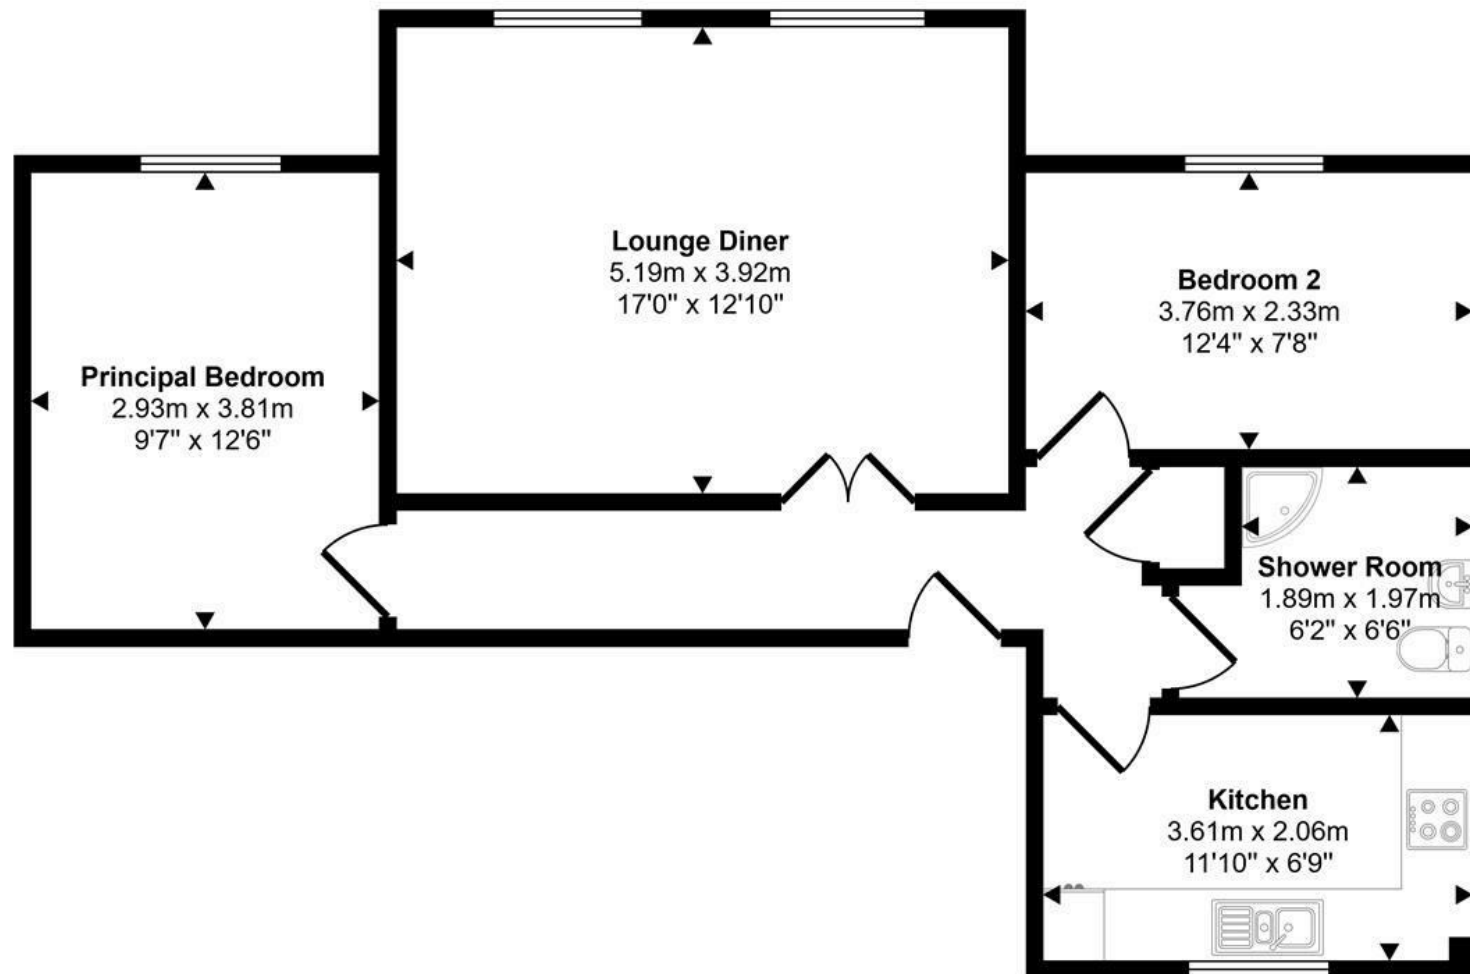 Lounge Diner
5.19m x 3.92m
17'0" x 12'10"
Bedroom 2
3.76m x 2.33m
12'4" x 7'8"
Principal Bedroom
2.93m x 3.81m
9'7" x 12'6"
Shower Room
1.89m x 1.97m
6'2" x 6'6"
Kitchen
3.61m x 2.06m
11'10" x 6'9"